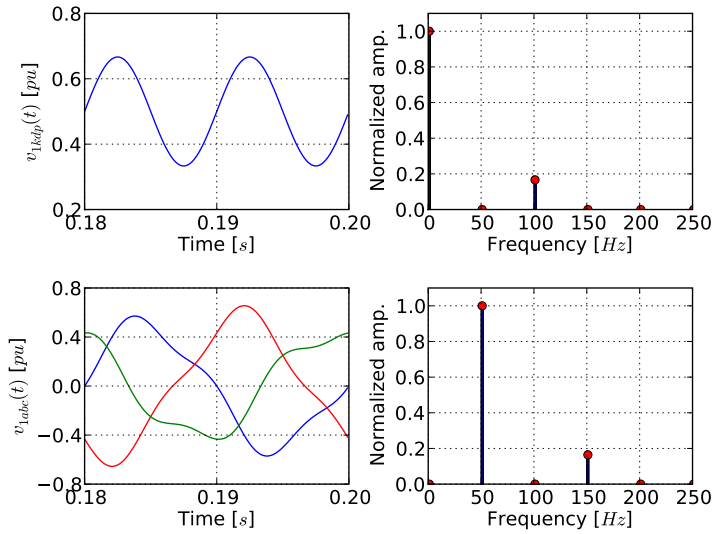 0.8
0.6
0.4
0.2
0.18 0.19 0.20
Time [s]
v1kdp(t) [pu]
1.0
0.8
0.6
0.4
0.2
0.0
0 50 100 150 200 250
Frequency [Hz]
Normalized amp.
0.8
0.4
0.0
−0.4
−0.8
0.18 0.19 0.20
Time [s]
v1abc(t) [pu]
1.0
0.8
0.6
0.4
0.2
0.0
0 50 100 150 200 250
Frequency [Hz]
Normalized amp.